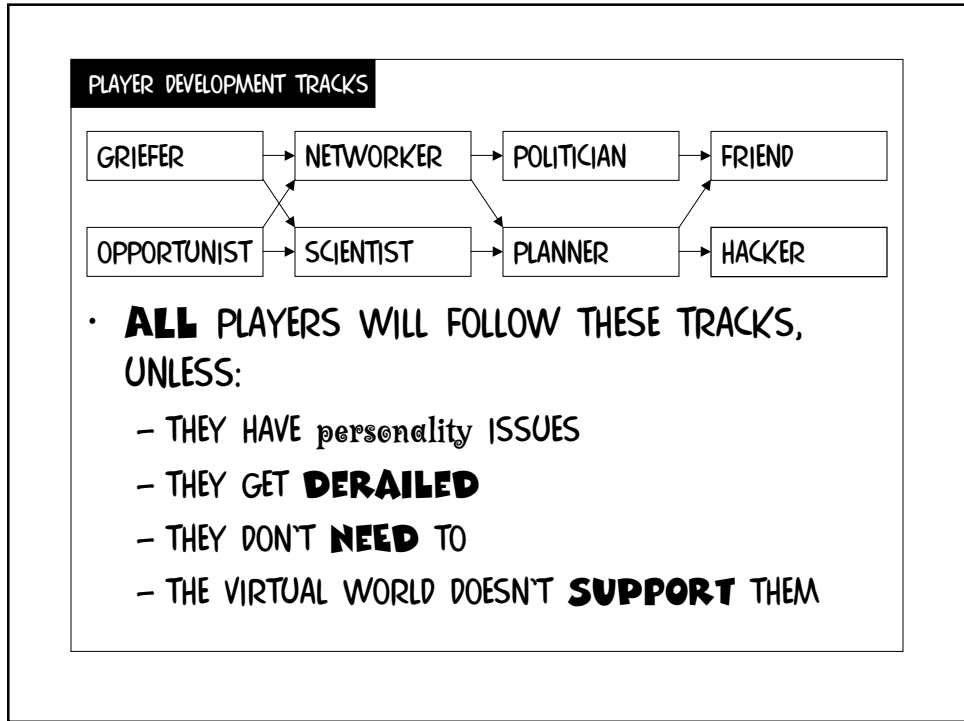 PLAYER DEVELOPMENT TRACKS
GRIEFER NETWORKER POLITICIAN FRIEND
OPPORTUNIST SCIENTIST PLANNER HACKER
· ALL PLAYERS WILL FOLLOW THESE TRACKS,
UNLESS:
– THEY HAVE personality ISSUES
– THEY GET DERAILED
– THEY DON'T NEED TO
– THE VIRTUAL WORLD DOESN'T SUPPORT THEM